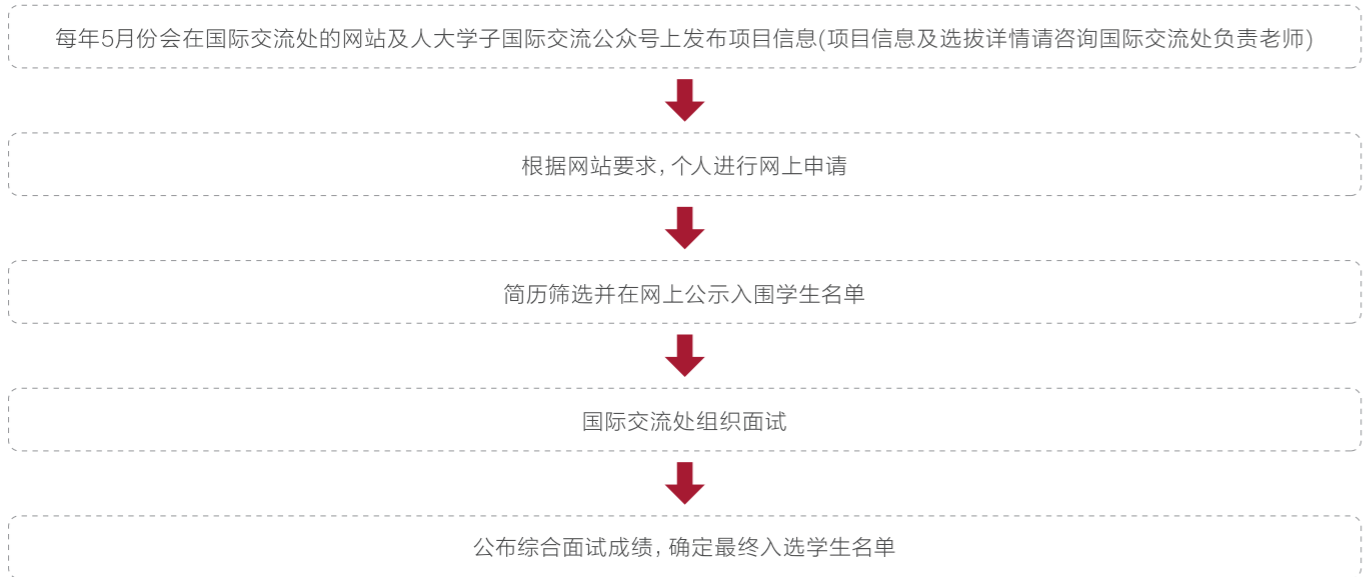 每年5月份会在国际交流处的网站及人大学子国际交流公众号上发布项目信息(项目信息及选拔详情请咨询国际交流处负责老师)
根据网站要求,个人进行网上申请
简历筛选并在网上公示入围学生名单
国际交流处组织面试
公布综合面试成绩,确定最终入选学生名单